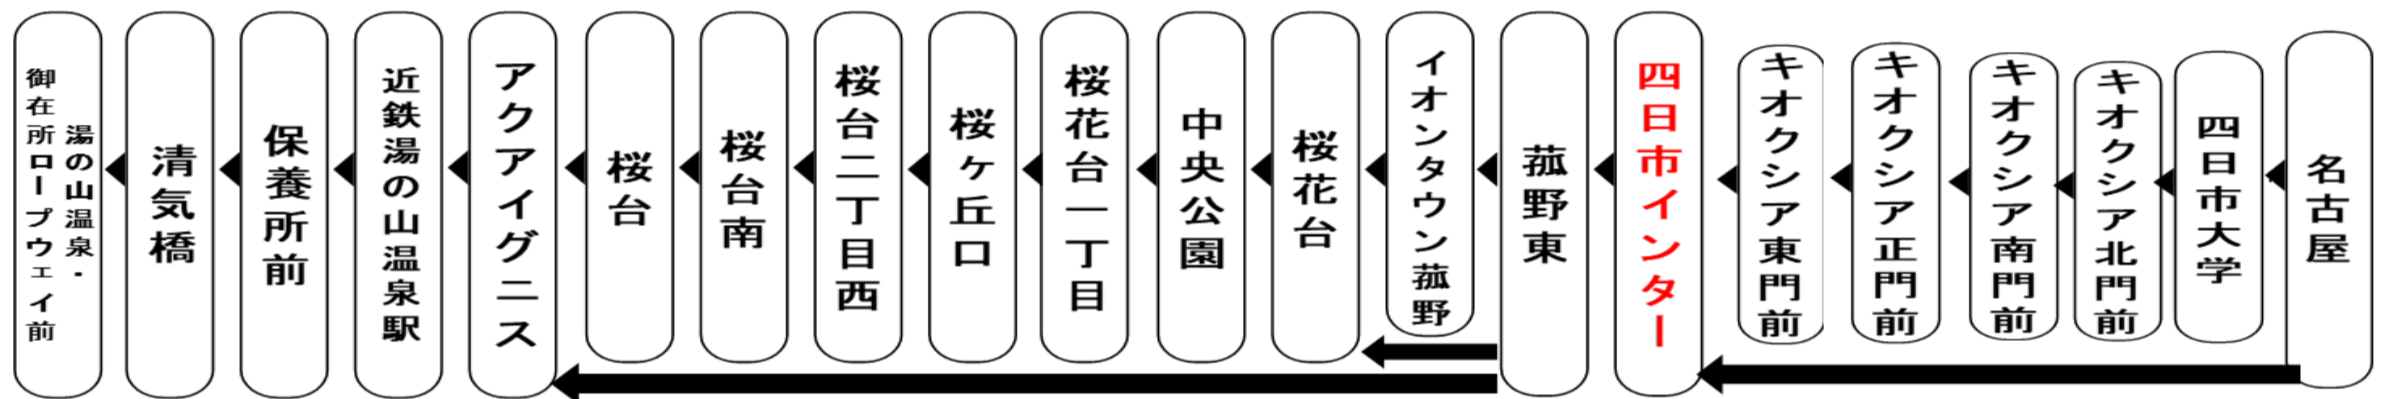 名古屋
四日市大学
キオクシア北門前
キオクシア南門前
キオクシア正門前
キオクシア東門前
四日市インター
菰野東
イオンタウン菰野
桜花台
中央公園
桜花台一丁目
桜ヶ丘口
桜台二丁目西
桜台南
桜台
アクアイグニス
近鉄湯の山温泉駅
保養所前
清気橋
湯の山温泉・
御在所ロープウェイ前